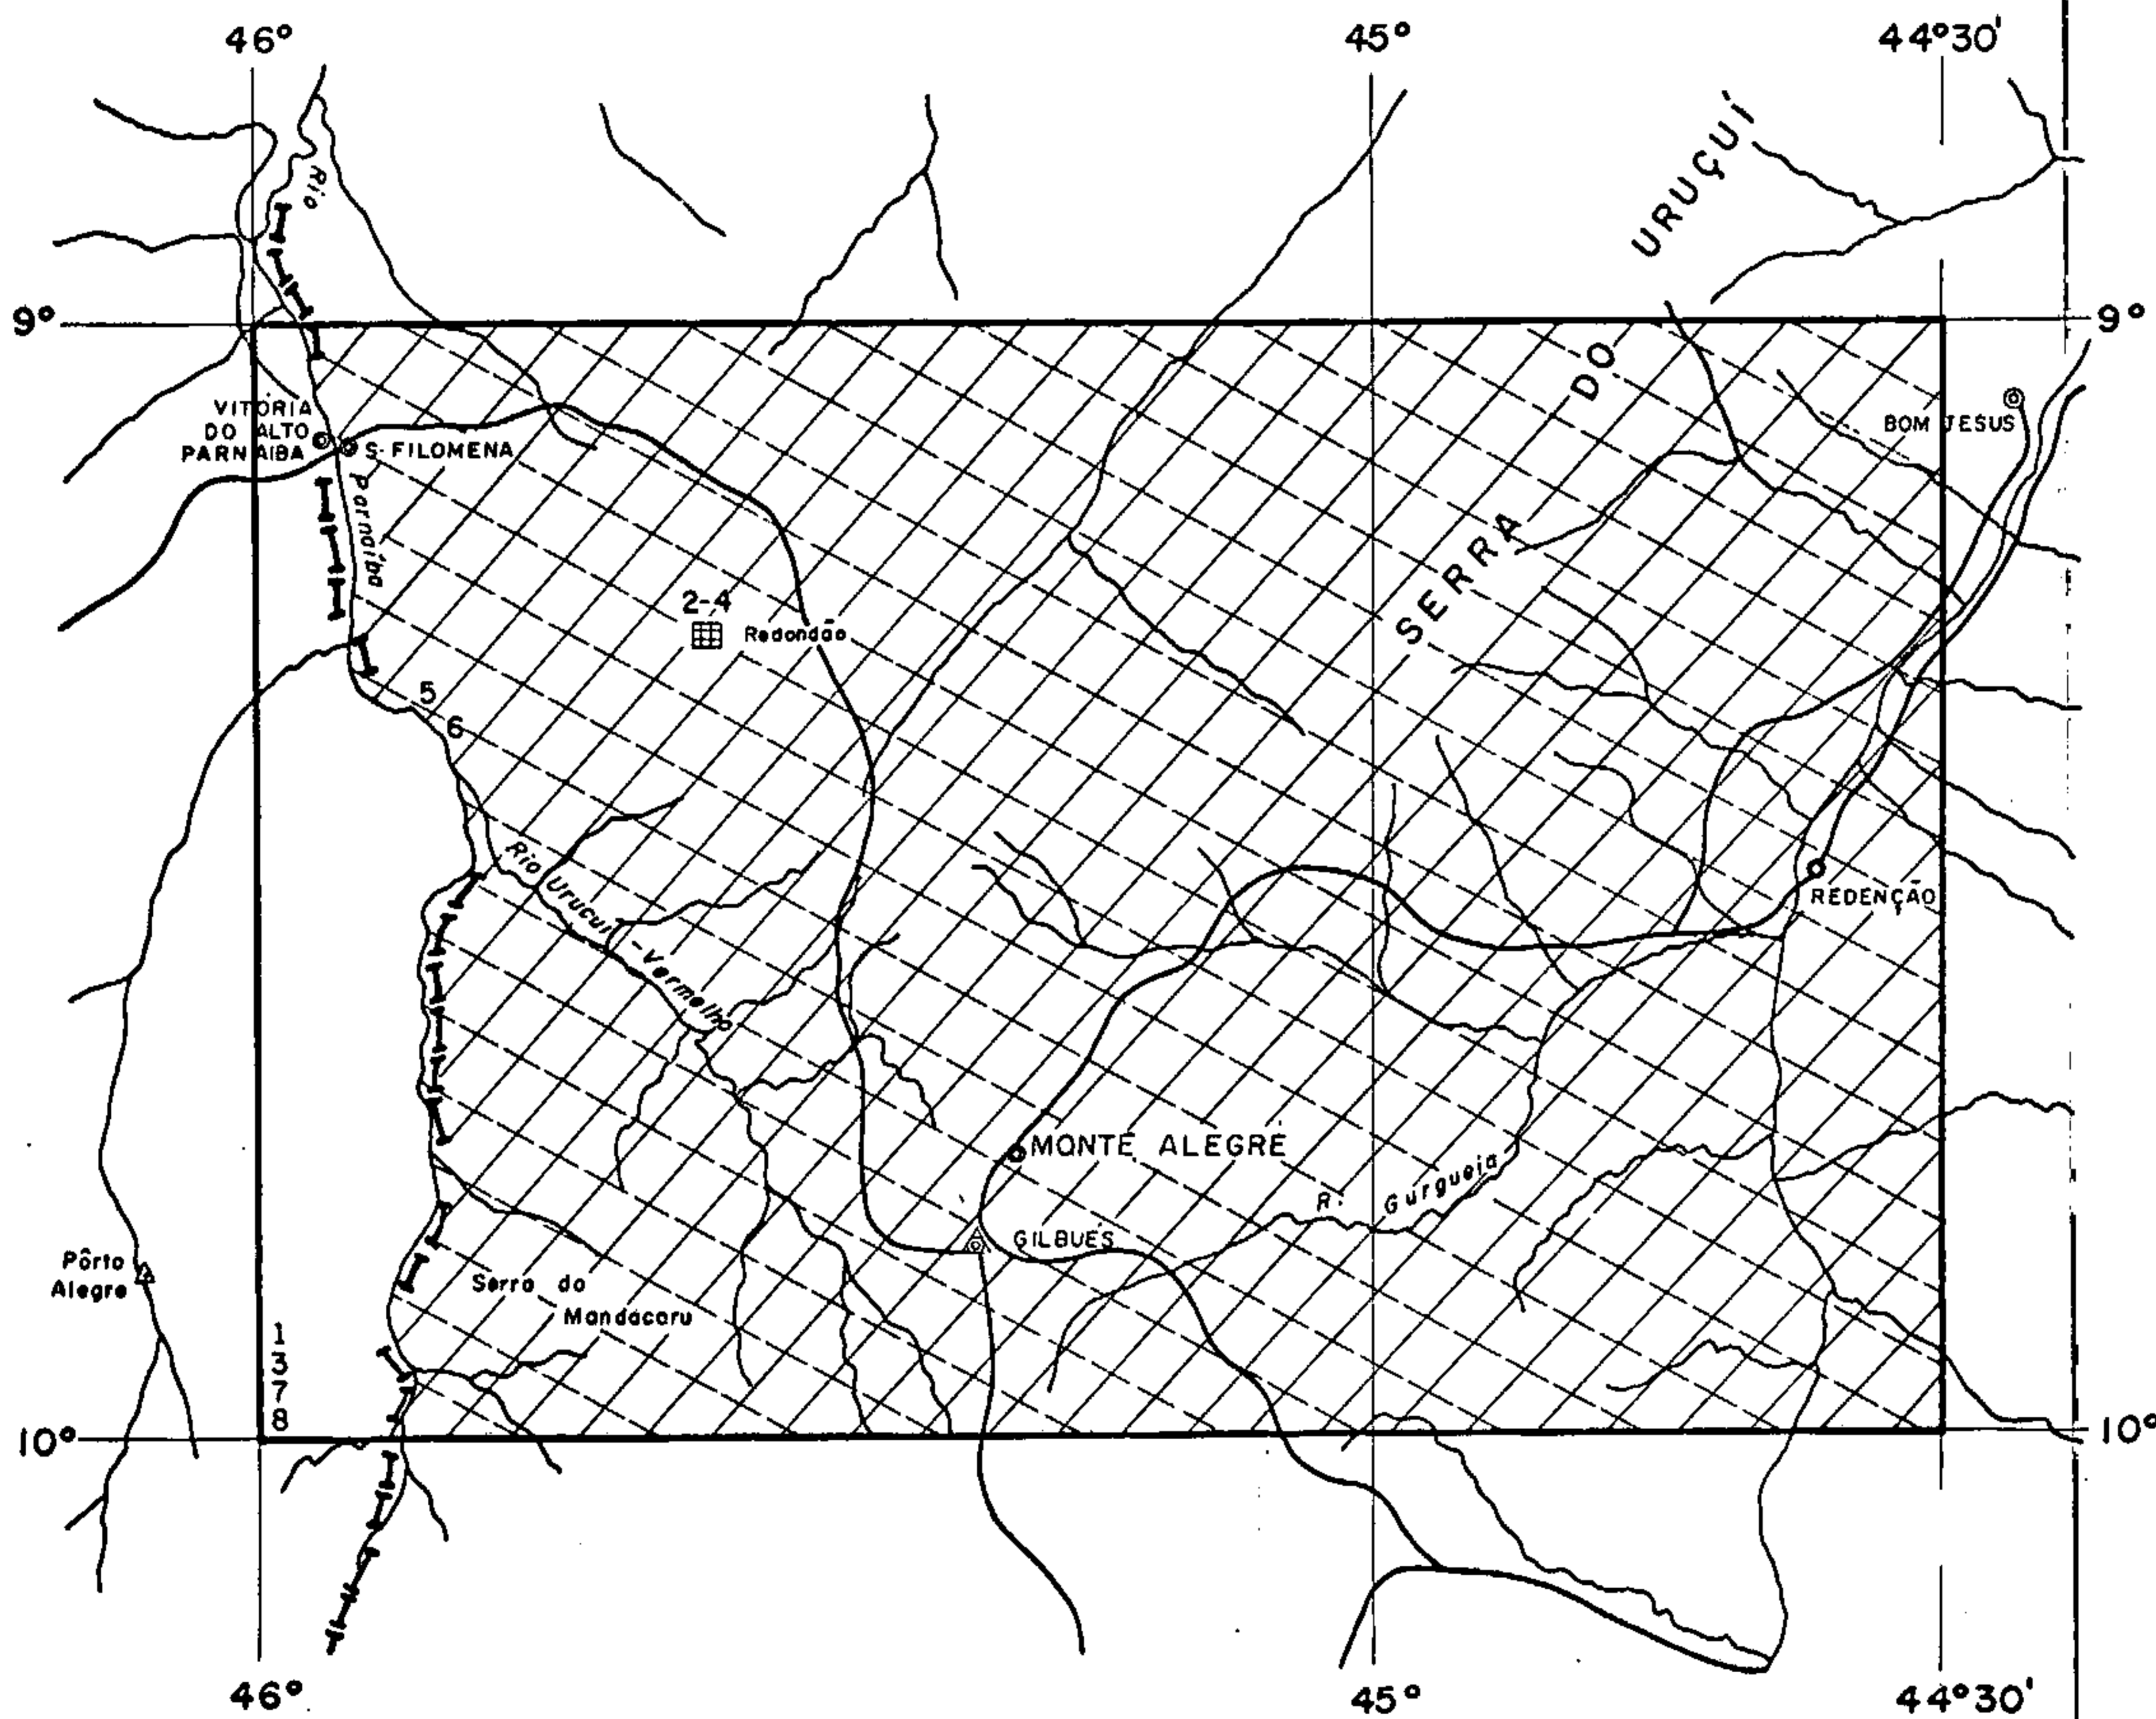 46°
45°
44°30'
Rio
9°
9°
SERRA DO URUÇUÍ
VITÓRIA
DO ALTO
PARNAIBA
S. FILOMENA
BOM JESUS
Parnaíba
2-4
Redondão
5
6
Rio Urucuí-Vermelho
REDENÇÃO
MONTE ALEGRE
R. Gurgueia
GILBUÉS
Pôrto
Alegre
Serra do
Mandacaru
1
3
7
8
10°
10°
46°
45°
44°30'